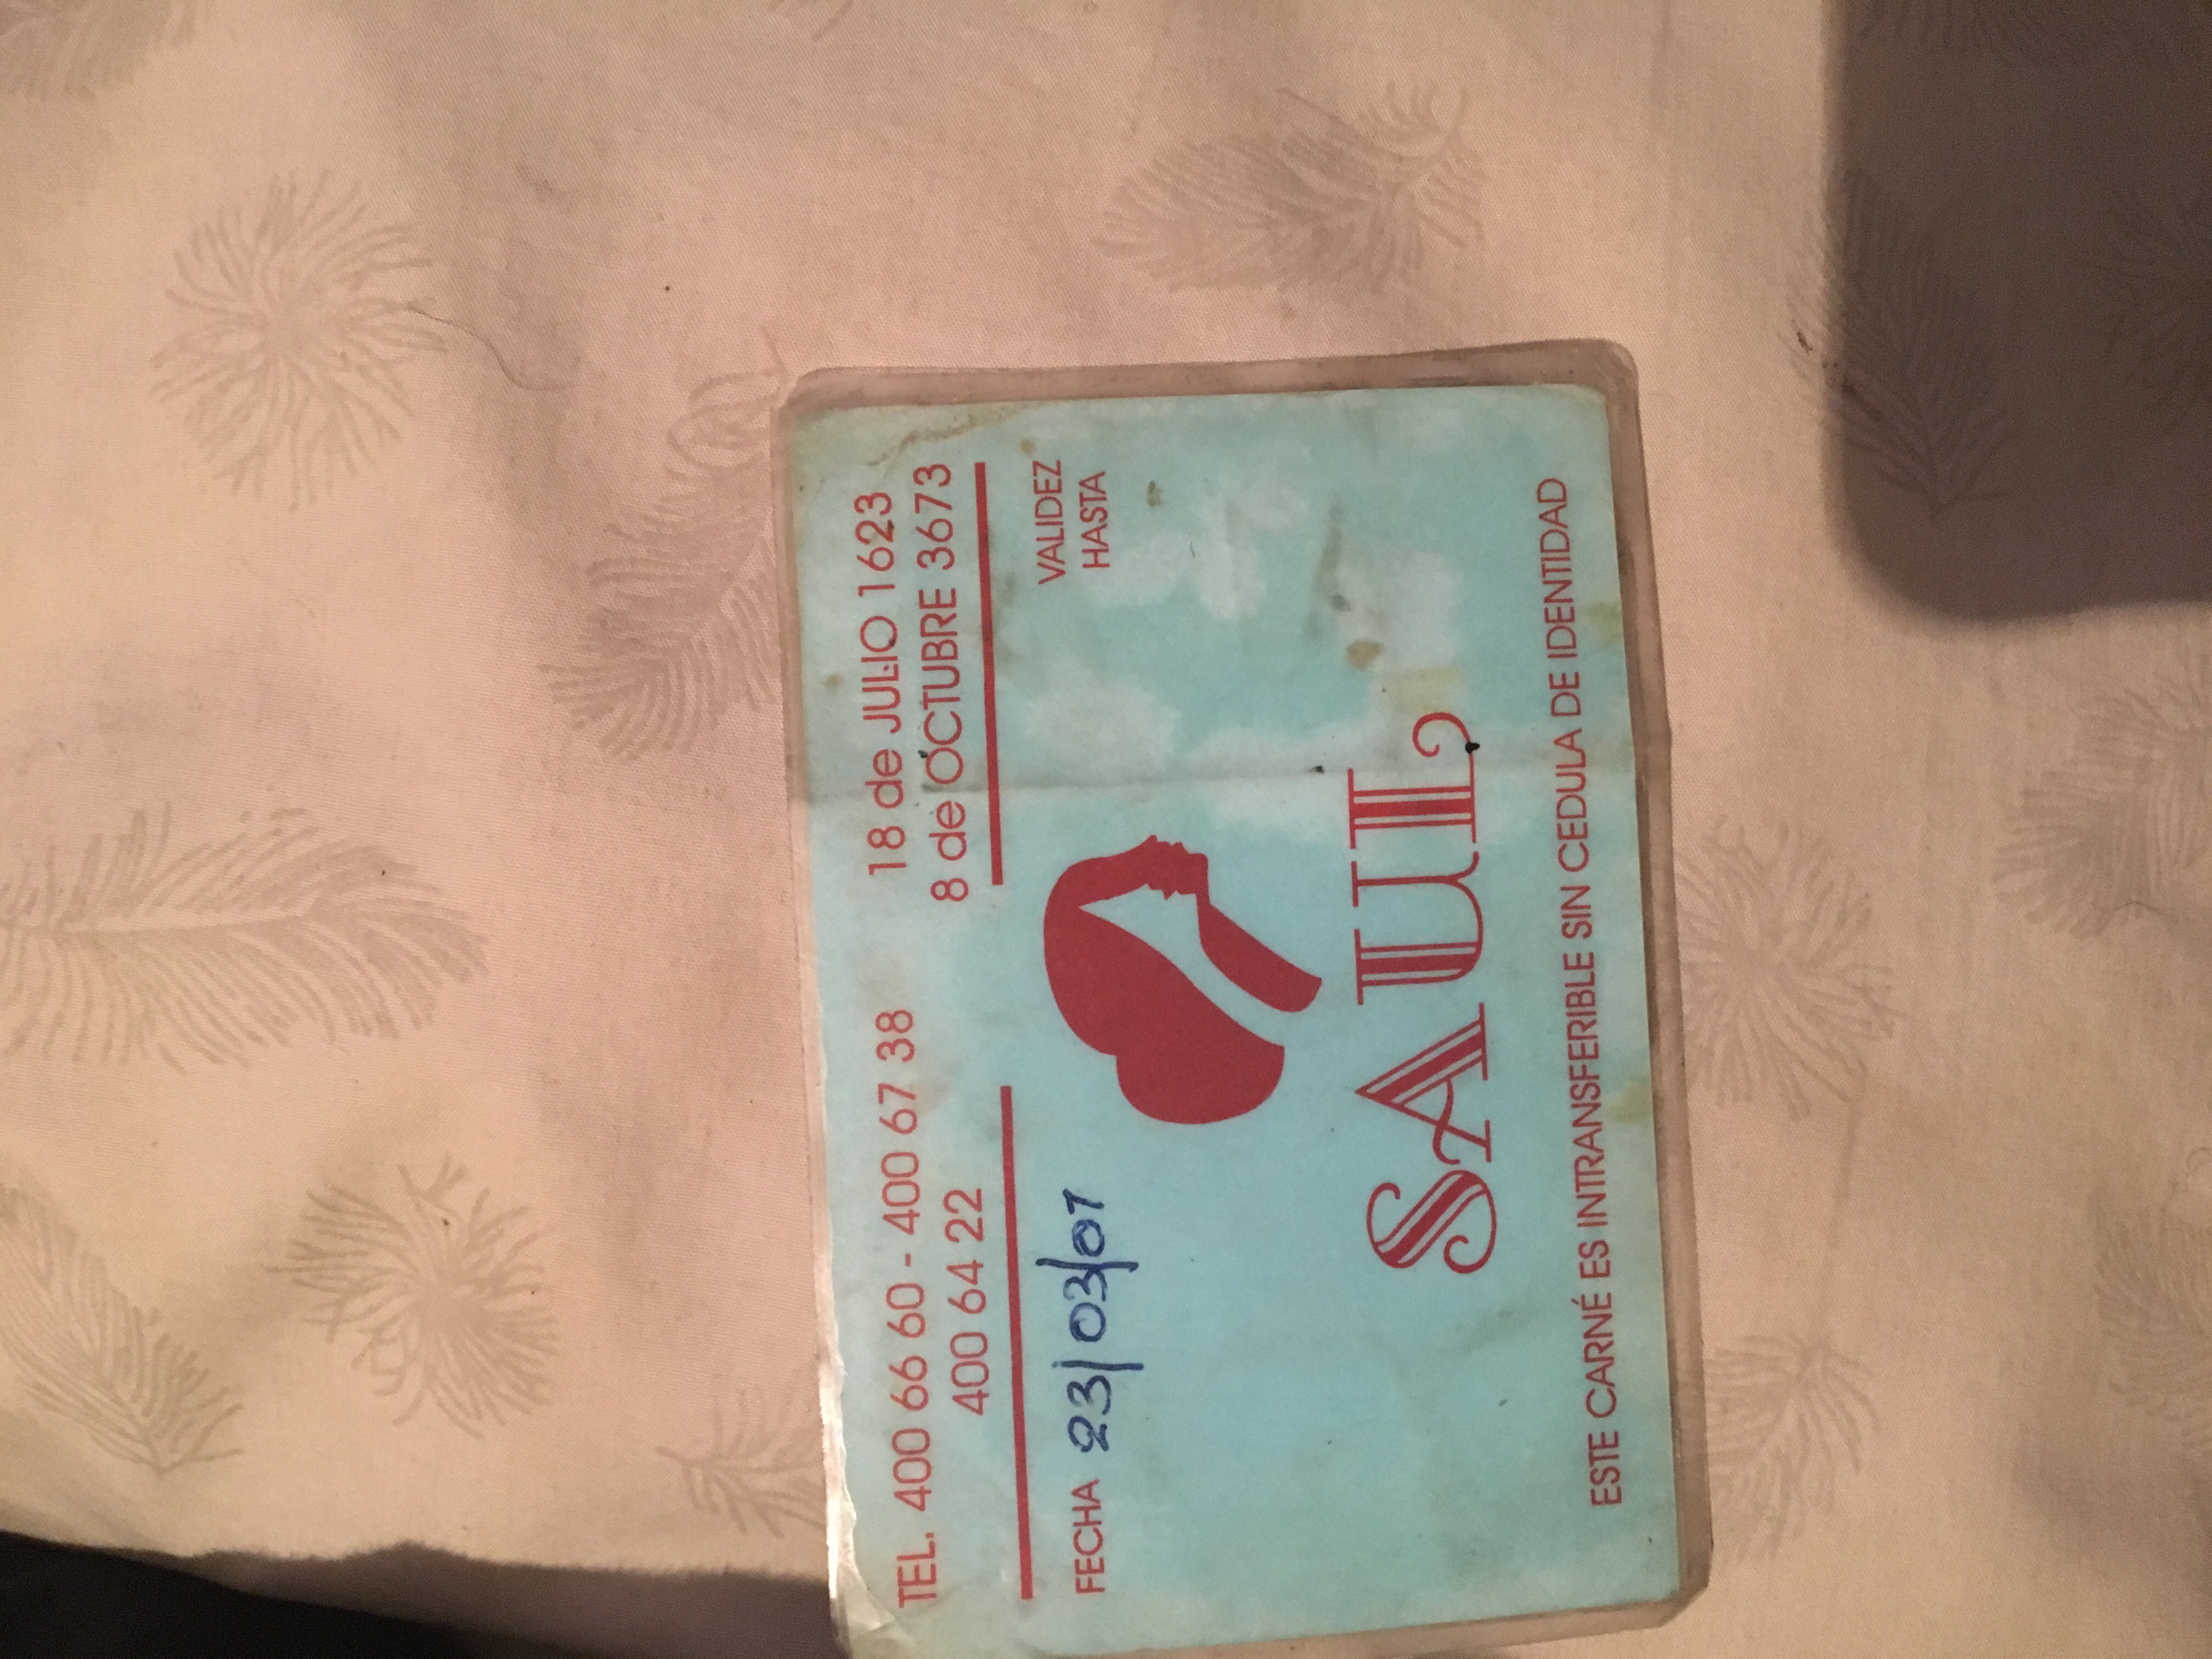 TEL. 400 66 60 - 400 67 38
400 64 22
18 de JULIO 1623
8 de OCTUBRE 3673
FECHA 23/03/07
VALIDEZ
HASTA
SAUL
ESTE CARNÉ ES INTRANSFERIBLE SIN CEDULA DE IDENTIDAD